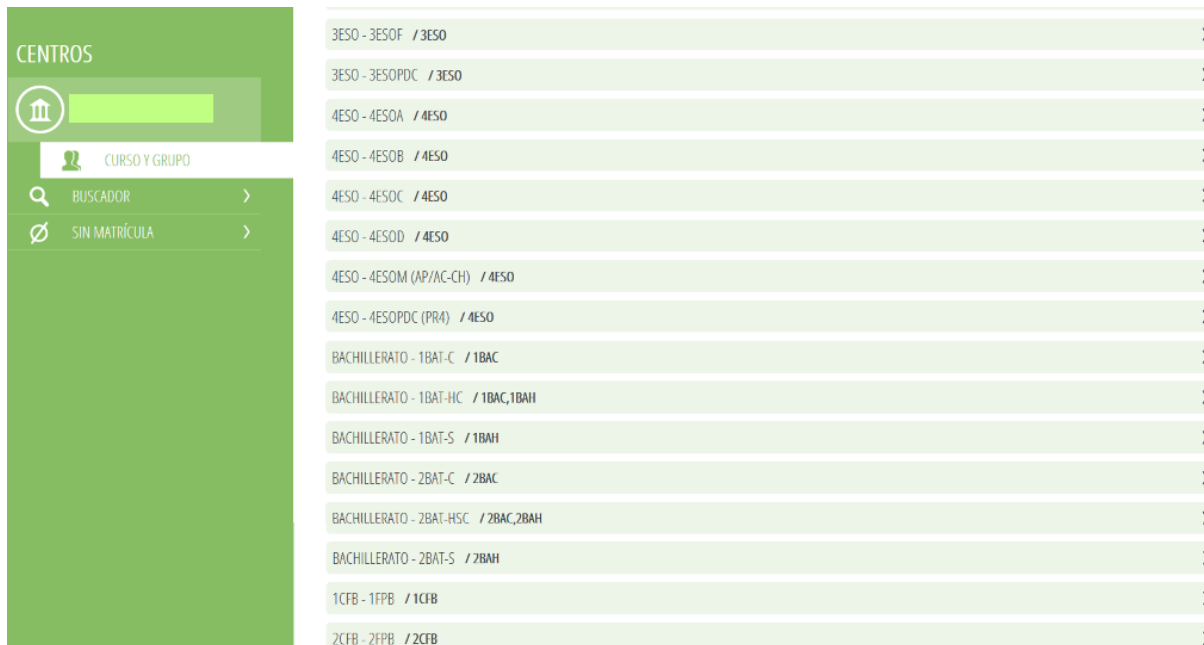 CENTROS
CURSO Y GRUPO
BUSCADOR
SIN MATRÍCULA
3ESO - 3ESOF / 3ESO
3ESO - 3ESOPDC / 3ESO
4ESO - 4ESOA / 4ESO
4ESO - 4ESOB / 4ESO
4ESO - 4ESOC / 4ESO
4ESO - 4ESOD / 4ESO
4ESO - 4ESOM (AP/AC-CH) / 4ESO
4ESO - 4ESOPDC (PR4) / 4ESO
BACHILLERATO - 1BAT-C / 1BAC
BACHILLERATO - 1BAT-HC / 1BAC,1BAH
BACHILLERATO - 1BAT-S / 1BAH
BACHILLERATO - 2BAT-C / 2BAC
BACHILLERATO - 2BAT-HSC / 2BAC,2BAH
BACHILLERATO - 2BAT-S / 2BAH
1CFB - 1FPB / 1CFB
2CFB - 2FPB / 2CFB